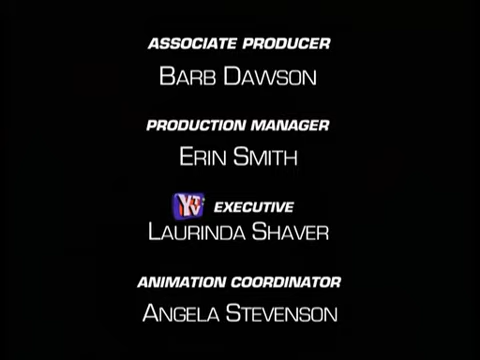 ASSOCIATE PRODUCER
BARB DAWSON
PRODUCTION MANAGER
ERIN SMITH
YTV EXECUTIVE
LAURINDA SHAVER
ANIMATION COORDINATOR
ANGELA STEVENSON